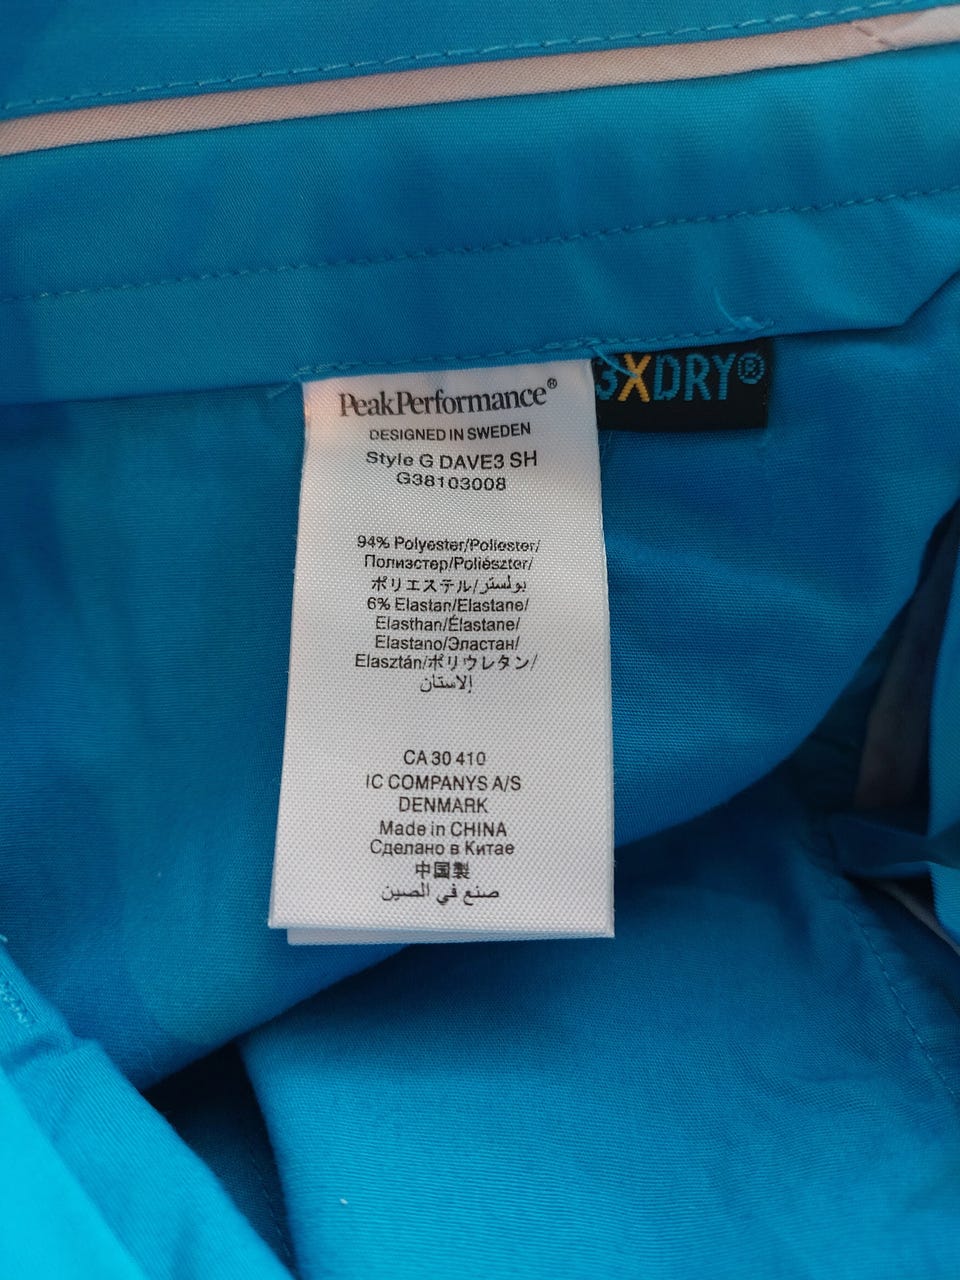 PeakPerformance®
DESIGNED IN SWEDEN
Style G DAVE3 SH
G38103008
94% Polyester/Poliester/
Полиэстер/Poliészter/
ポリエステル/بولستر
6% Elastan/Elastane/
Elasthan/Élastane/
Elastano/Эластан/
Elasztán/ポリウレタン/
إلاستان
CA 30 410
IC COMPANYS A/S
DENMARK
Made in CHINA
Сделано в Китае
中国製
صنع في الصين
3XDRY®